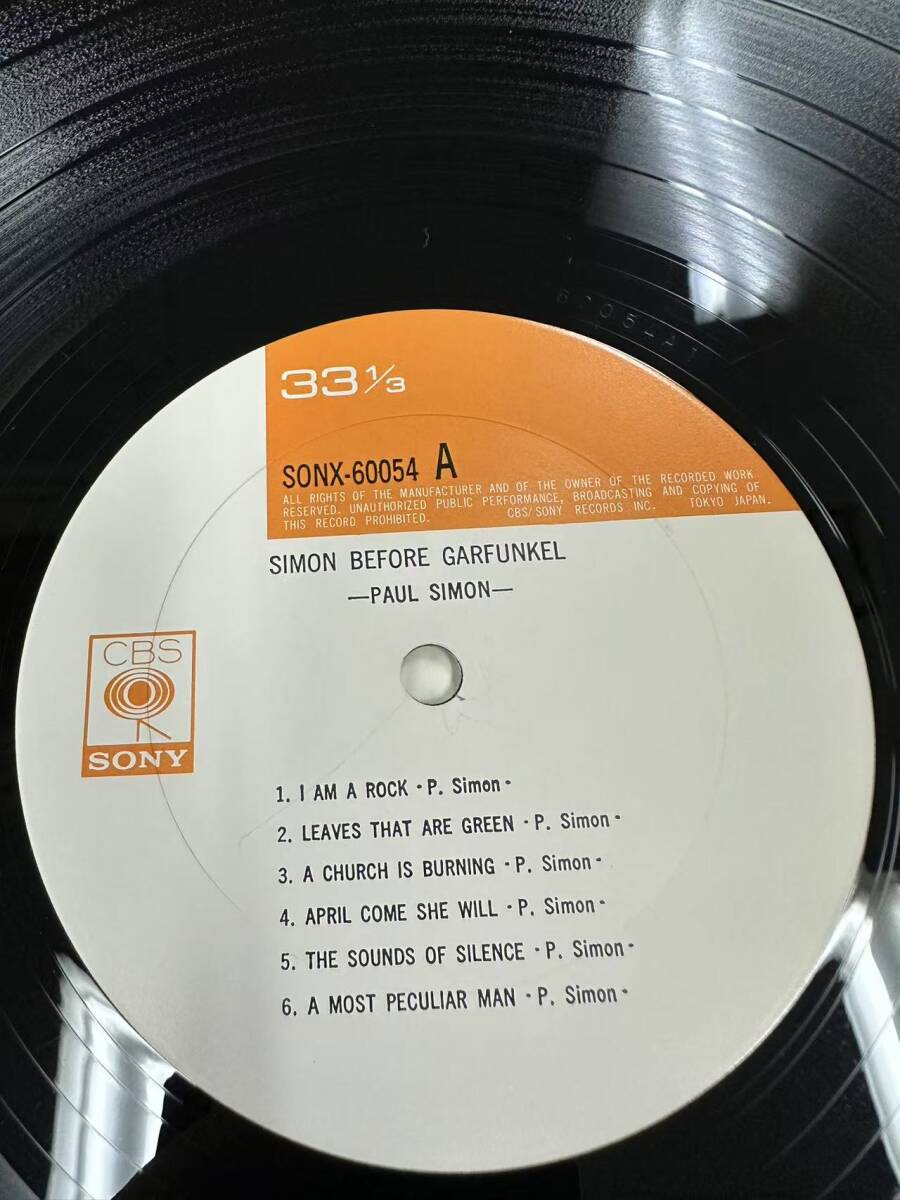 33 1/3
SONX-60054 A
ALL RIGHTS OF THE MANUFACTURER AND OF THE OWNER OF THE RECORDED WORK
RESERVED. UNAUTHORIZED PUBLIC PERFORMANCE, BROADCASTING AND COPYING OF
THIS RECORD PROHIBITED. CBS/SONY RECORDS INC. TOKYO JAPAN.
SIMON BEFORE GARFUNKEL
—PAUL SIMON—
CBS
SONY
1. I AM A ROCK · P. Simon ·
2. LEAVES THAT ARE GREEN · P. Simon ·
3. A CHURCH IS BURNING · P. Simon ·
4. APRIL COME SHE WILL · P. Simon ·
5. THE SOUNDS OF SILENCE · P. Simon ·
6. A MOST PECULIAR MAN · P. Simon ·